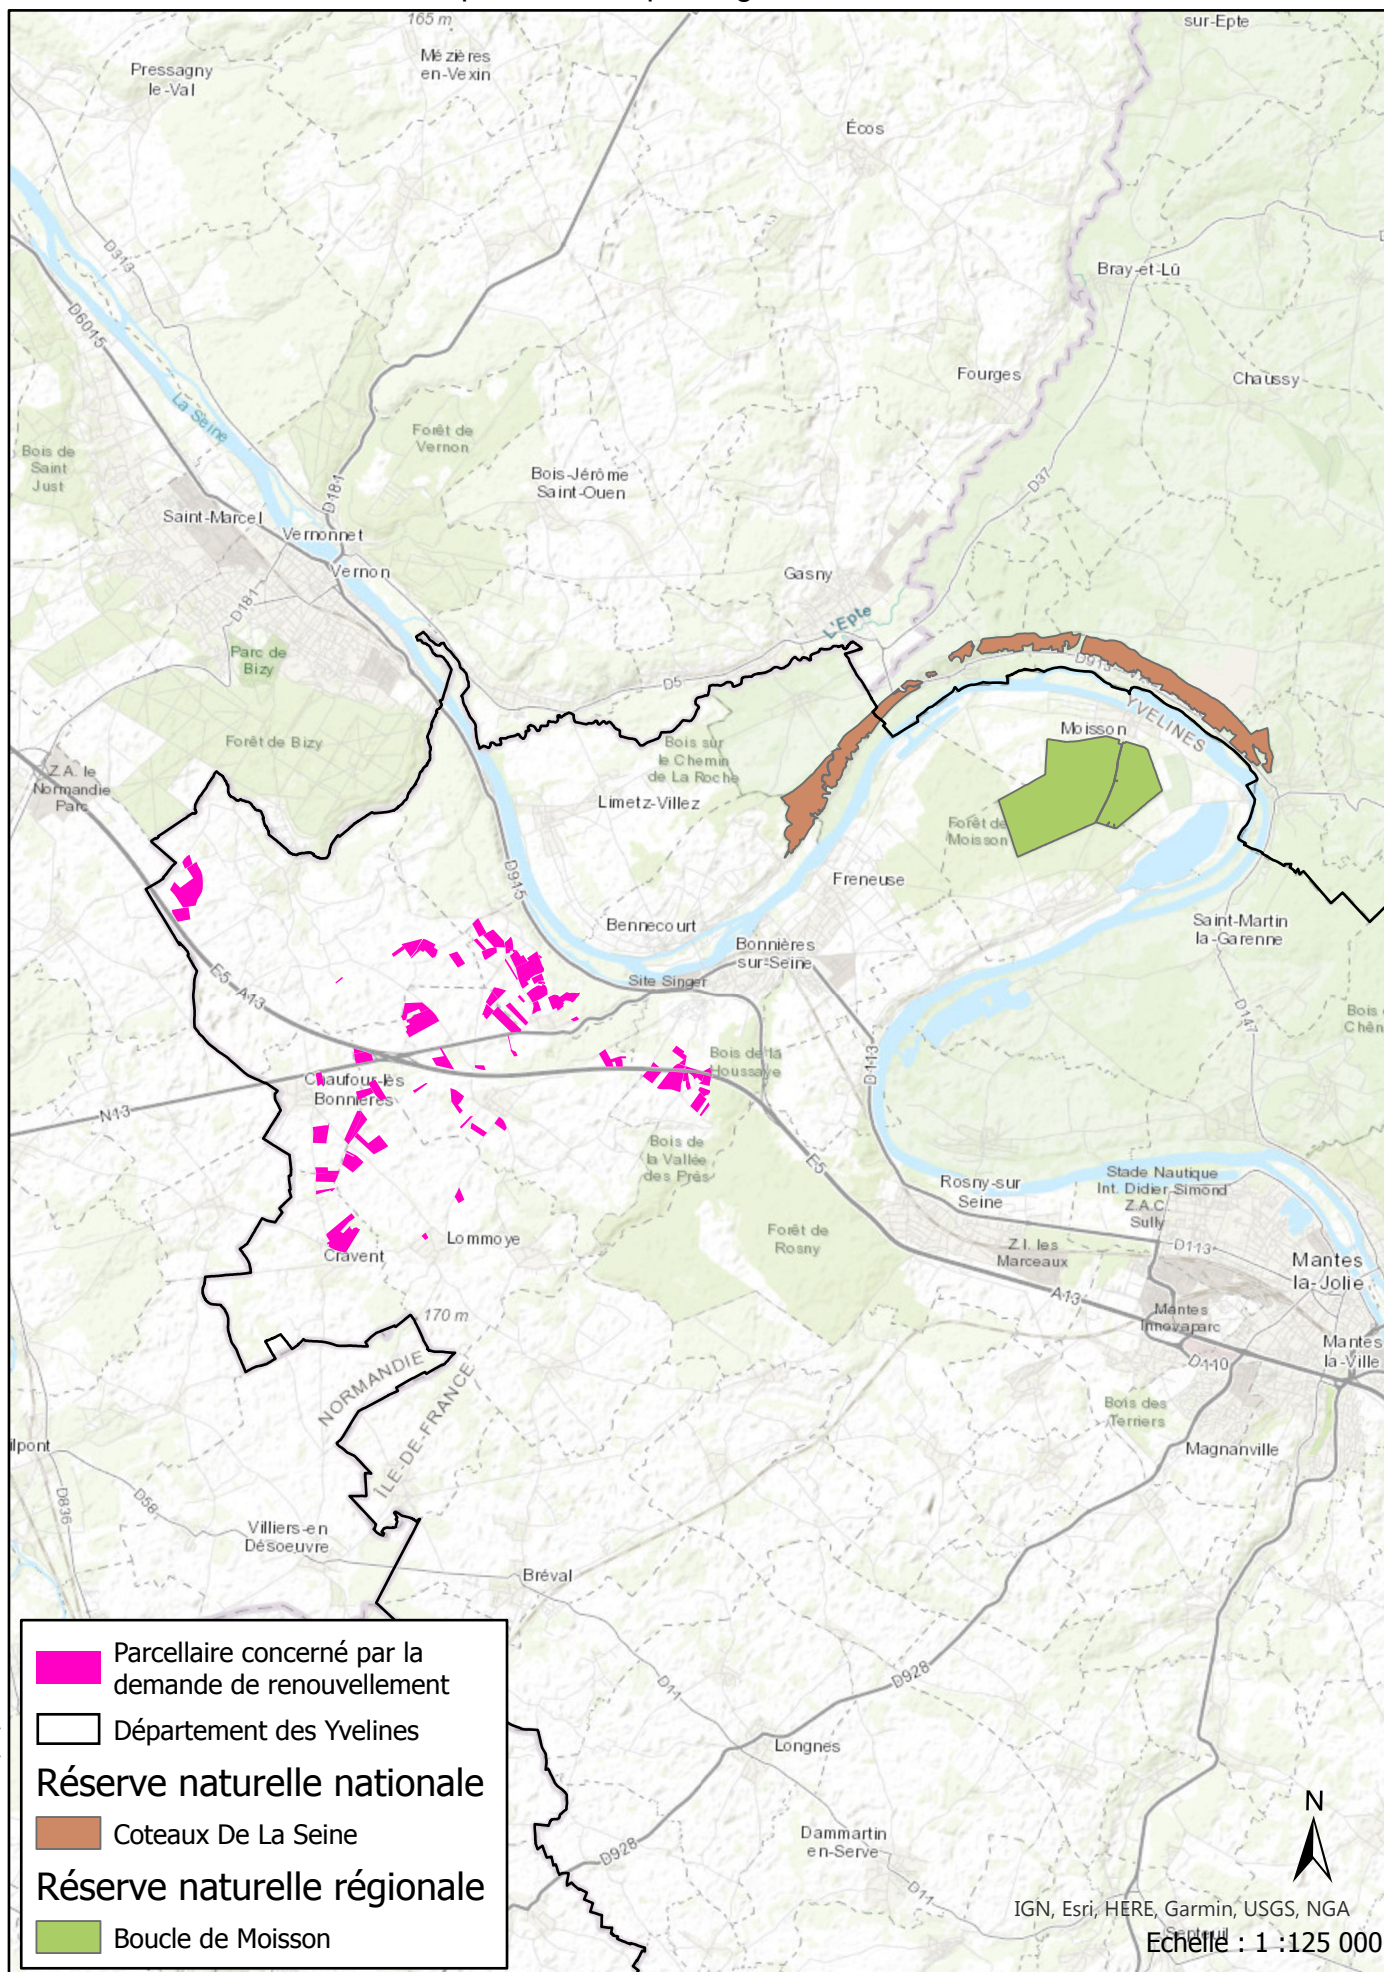 165 m
sur-Epte
Mézières
en-Vexin
Pressagny
le-Val
Écos
D313
Bray-et-Lû
D6015
Fourges
Chaussy
La Seine
Forêt de
Vernon
Bois de
Saint
Just
Bois-Jérôme
Saint-Ouen
D37
D181
Saint-Marcel
Vernonnet
Vernon
Gasny
D181
L'Epte
Parc de
Bizy
D5
D913
YVELINES
Moisson
Forêt de Bizy
Bois sur
le Chemin
de La Roche
Z.A. le
Normandie
Parc
Limetz-Villez
Forêt de
Moisson
D915
Freneuse
Bennecourt
Saint-Martin
la-Garenne
Bonnières
sur-Seine
E5
A13
Site Singer
D147
Bois de la
Houssaye
D113
Chaufour-lès
Bonnières
N13
Bois de
la Vallée
des Prés
E5
Rosny-sur
Seine
Stade Nautique
Int. Didier Simond
Z.A.C
Sully
Forêt de
Rosny
Lommoye
Cravent
Z.I. les
Marceaux
D113
Mantes
la-Jolie
A13
170 m
Mantes
Innovaparc
Mantes
la-Ville
D110
NORMANDIE
ÎLE-DE-FRANCE
Bois des
Terriers
ilpont
Magnanville
D836
D58
Villiers-en
Désoeuvre
Bréval
D928
D11
Longnes
Dammartin
en-Serve
D928
D11
Parcellaire concerné par la
demande de renouvellement
Département des Yvelines
Réserve naturelle nationale
Coteaux De La Seine
Réserve naturelle régionale
Boucle de Moisson
N
IGN, Esri, HERE, Garmin, USGS, NGA
Echelle : 1 :125 000